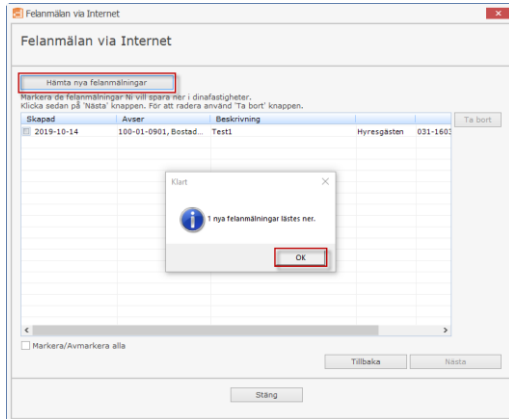 Felanmälan via Internet
Felanmälan via Internet
Hämta nya felanmälningar
Markera de felanmälningar Ni vill spara ner i dinafastigheter.
Klicka sedan på 'Nästa' knappen. För att radera använd 'Ta bort' knappen.
Skapad Avser Beskrivning
Ta bort
2019-10-14 100-01-0901, Bostad... Test1 Hyresgästen 031-1603
Klart
1 nya felanmälningar lästes ner.
OK
Markera/Avmarkera alla
Tillbaka Nästa
Stäng